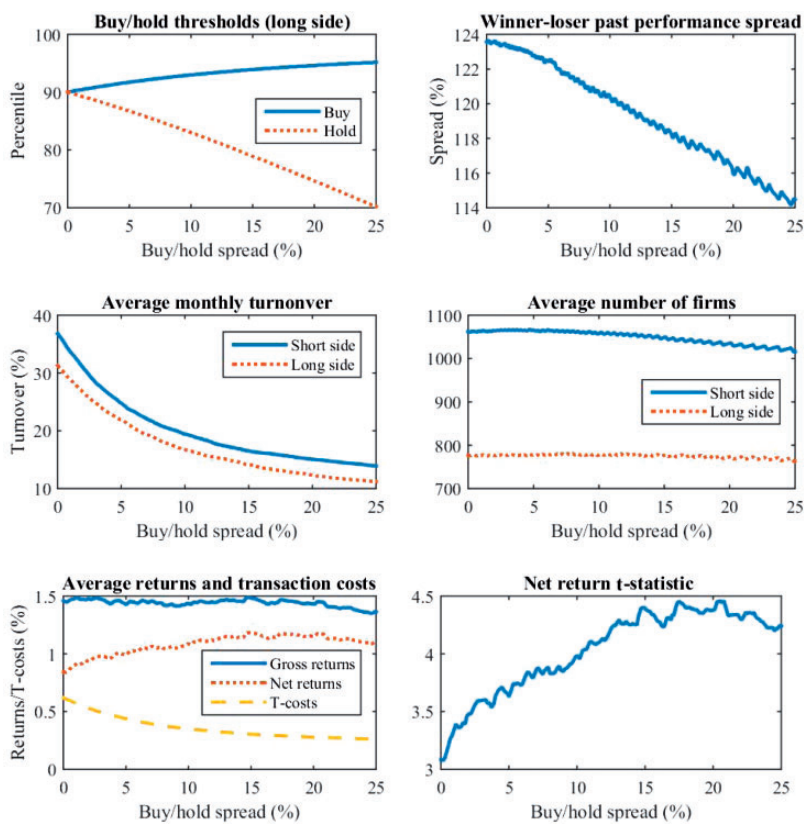 Buy/hold thresholds (long side)
100
90
80
70
Percentile
0 5 10 15 20 25
Buy/hold spread (%)
Buy
Hold
Winner-loser past performance spread
124
122
120
118
116
114
Spread (%)
0 5 10 15 20 25
Buy/hold spread (%)
Average monthly turnonver
40
30
20
10
Turnover (%)
0 5 10 15 20 25
Buy/hold spread (%)
Short side
Long side
Average number of firms
1100
1000
900
800
700
0 5 10 15 20 25
Buy/hold spread (%)
Short side
Long side
Average returns and transaction costs
1.5
1
0.5
0
Returns/T-costs (%)
0 5 10 15 20 25
Buy/hold spread (%)
Gross returns
Net returns
T-costs
Net return t-statistic
4.5
4
3.5
3
0 5 10 15 20 25
Buy/hold spread (%)